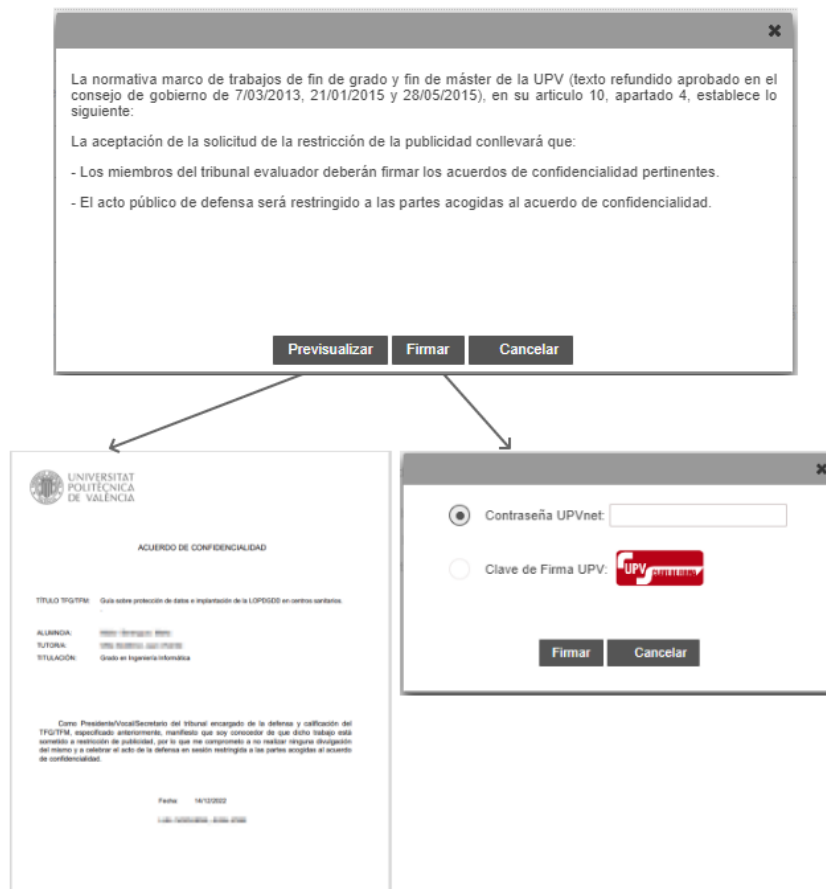 La normativa marco de trabajos de fin de grado y fin de máster de la UPV (texto refundido aprobado en el
consejo de gobierno de 7/03/2013, 21/01/2015 y 28/05/2015), en su articulo 10, apartado 4, establece lo
siguiente:
La aceptación de la solicitud de la restricción de la publicidad conllevará que:
- Los miembros del tribunal evaluador deberán firmar los acuerdos de confidencialidad pertinentes.
- El acto público de defensa será restringido a las partes acogidas al acuerdo de confidencialidad.
Previsualizar Firmar Cancelar
UNIVERSITAT
POLITÈCNICA
DE VALÈNCIA
ACUERDO DE CONFIDENCIALIDAD
TÍTULO TFG/TFM: Guía sobre protección de datos e implantación de la LOPDGDD en centros sanitarios.
ALUMNO/A:
TUTOR/A:
TITULACIÓN: Grado en Ingeniería Informática
Como Presidente/Vocal/Secretario del tribunal encargado de la defensa y calificación del
TFG/TFM, especificado anteriormente, manifiesto que soy conocedor de que dicho trabajo está
sometido a restricción de publicidad, por lo que me comprometo a no realizar ninguna divulgación
del mismo y a celebrar el acto de la defensa en sesión restringida a las partes acogidas al acuerdo
de confidencialidad.
Fecha: 14/12/2022
Contraseña UPVnet:
Clave de Firma UPV: UPV CLAVE DE FIRMA
Firmar Cancelar